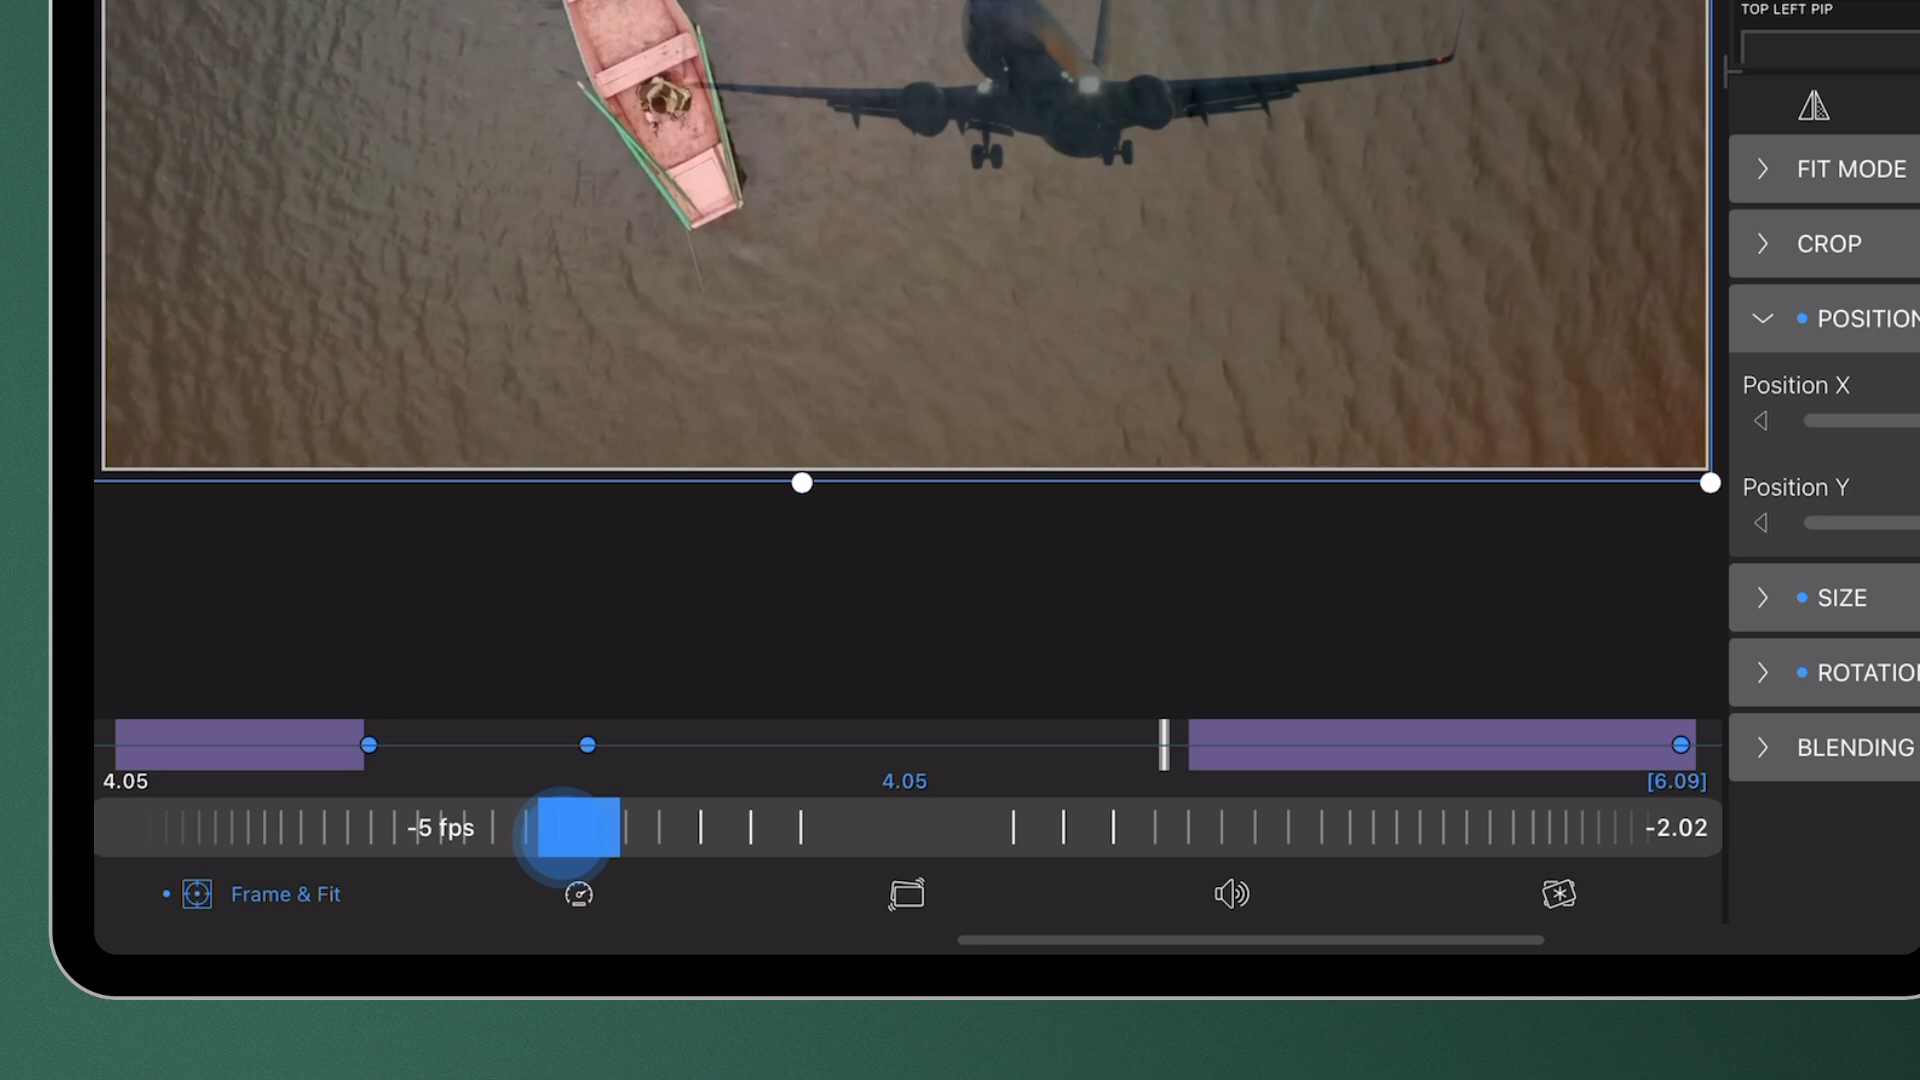 TOP LEFT PIP
FIT MODE
CROP
POSITION
Position X
Position Y
SIZE
ROTATION
BLENDING
4.05
4.05
[6.09]
-5 fps
-2.02
Frame & Fit